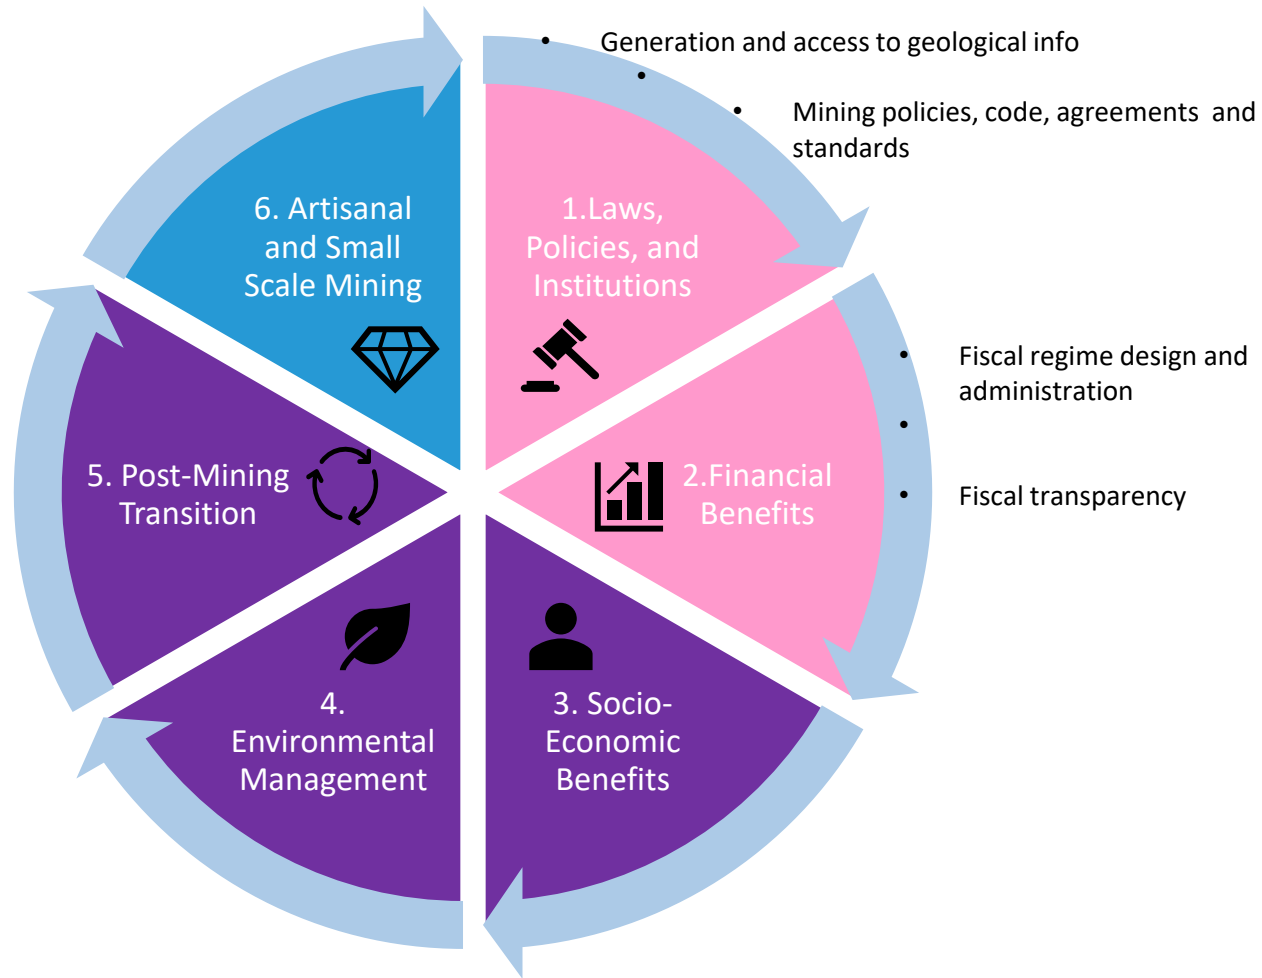 • Generation and access to geological info
•
• Mining policies, code, agreements and
standards
6. Artisanal
and Small
Scale Mining
1.Laws,
Policies, and
Institutions
• Fiscal regime design and
administration
•
• Fiscal transparency
5. Post-Mining
Transition
2.Financial
Benefits
4.
Environmental
Management
3. Socio-
Economic
Benefits